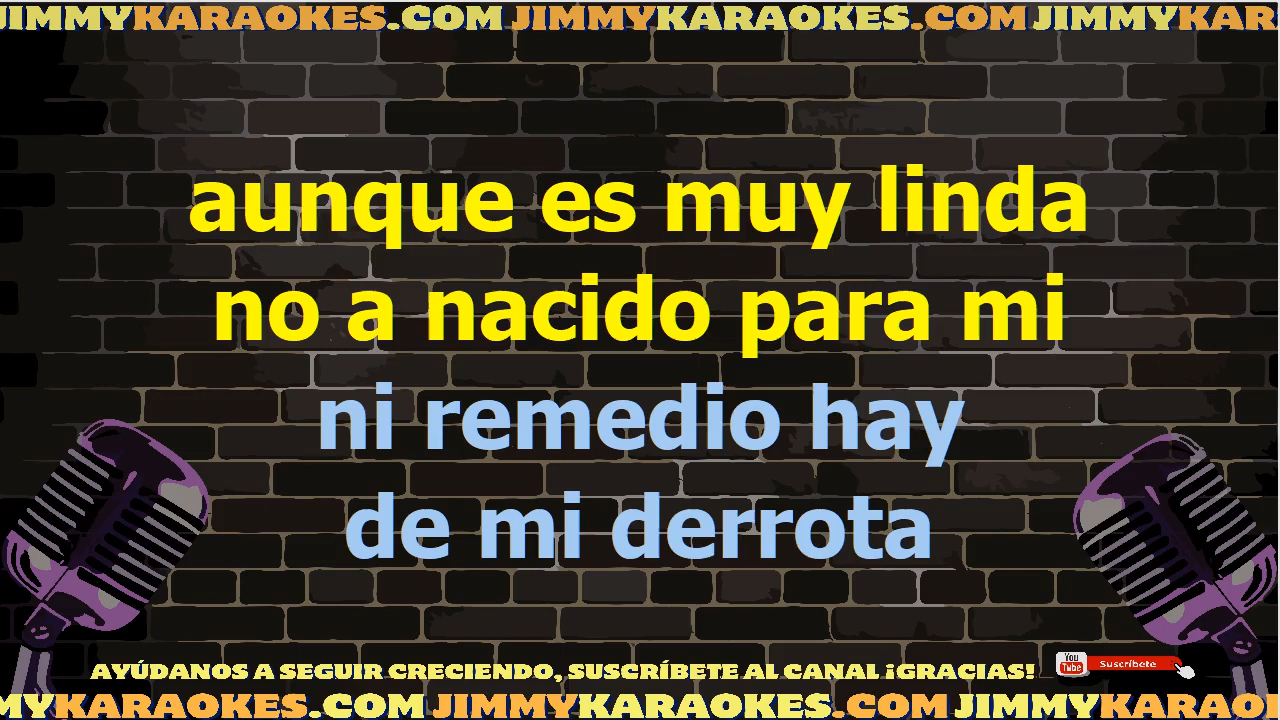 JIMMYKARAOKES.COM JIMMYKARAOKES.COM JIMMYKAR
aunque es muy linda
no a nacido para mi
ni remedio hay
de mi derrota
AYÚDANOS A SEGUIR CRECIENDO, SUSCRÍBETE AL CANAL ¡GRACIAS!
You Tube Suscríbete
MYKARAOKES.COM JIMMYKARAOKES.COM JIMMYKARAO